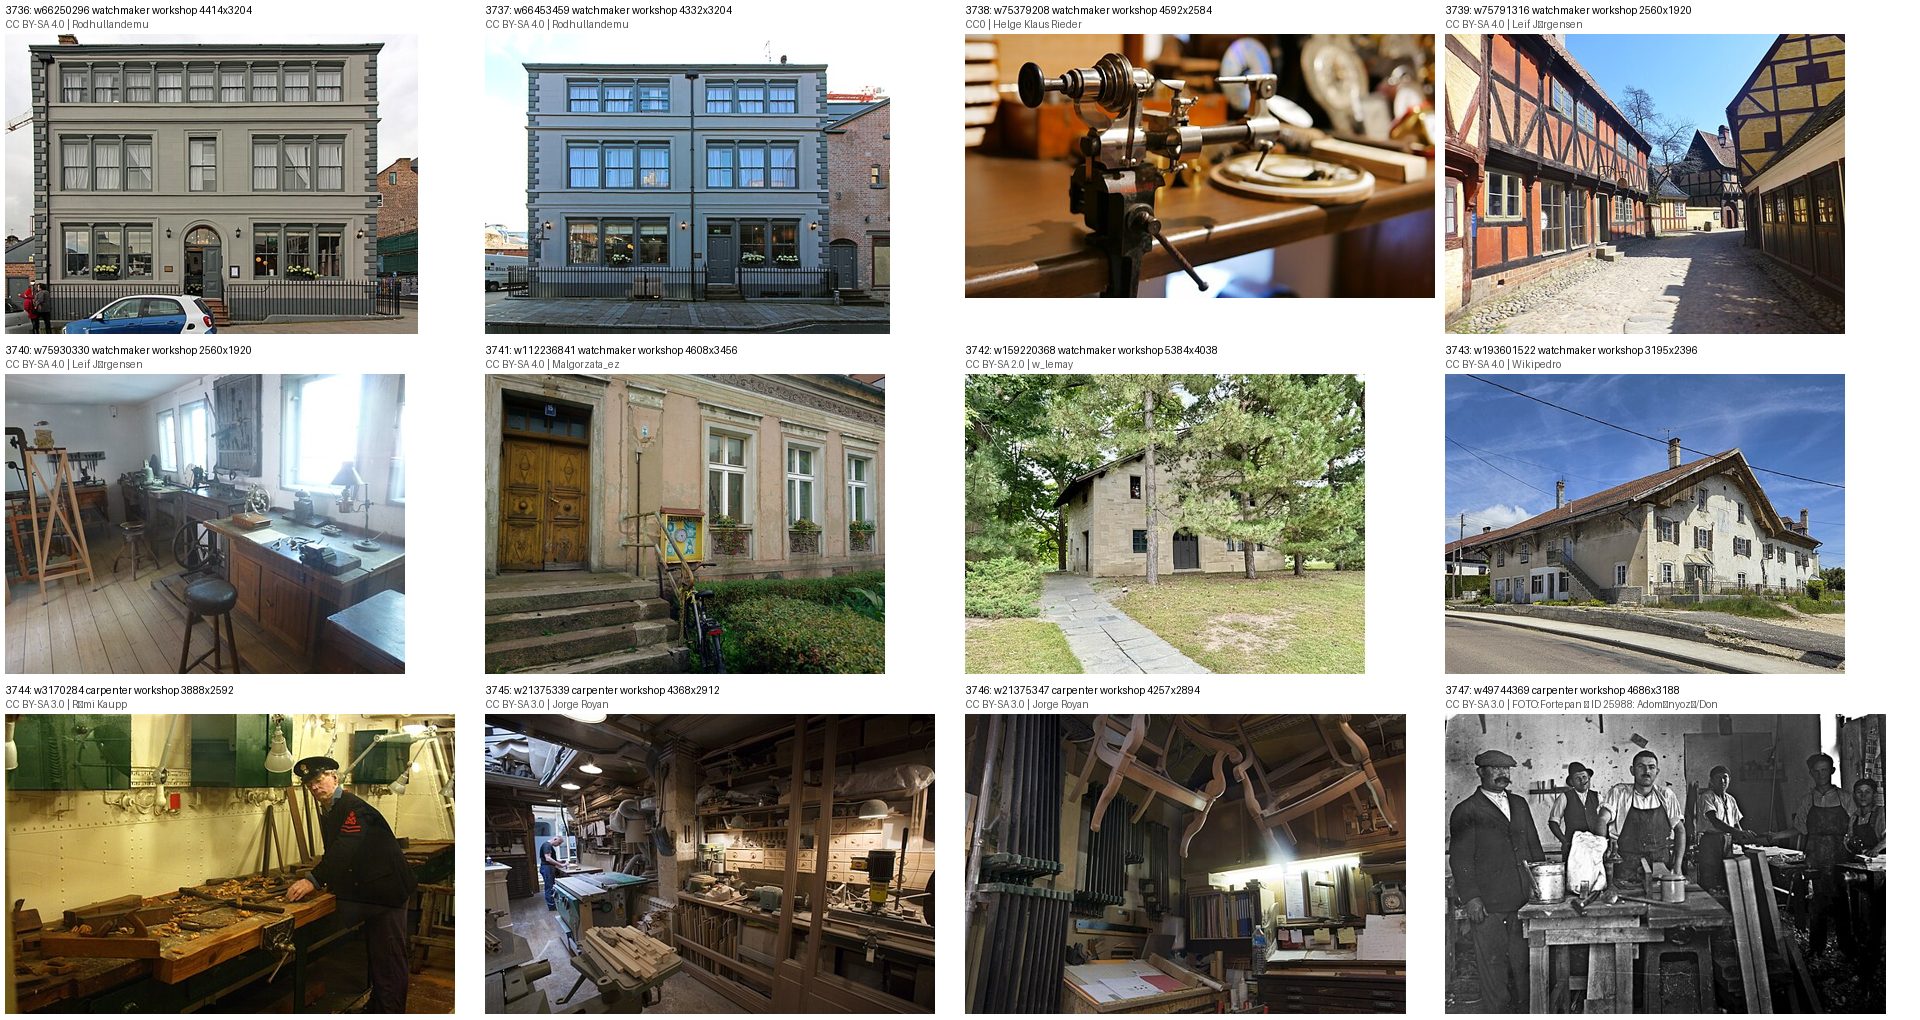 3736: w66250296 watchmaker workshop 4414x3204
CC BY-SA 4.0 | Rodhullandemu
3737: w66453459 watchmaker workshop 4332x3204
CC BY-SA 4.0 | Rodhullandemu
3738: w75379208 watchmaker workshop 4592x2584
CC0 | Helge Klaus Rieder
3739: w75791316 watchmaker workshop 2560x1920
CC BY-SA 4.0 | Leif J▯rgensen
3740: w75930330 watchmaker workshop 2560x1920
CC BY-SA 4.0 | Leif J▯rgensen
3741: w112236841 watchmaker workshop 4608x3456
CC BY-SA 4.0 | Malgorzata_ez
3742: w159220368 watchmaker workshop 5384x4038
CC BY-SA 2.0 | w_lemay
3743: w193601522 watchmaker workshop 3195x2396
CC BY-SA 4.0 | Wikipedro
3744: w3170284 carpenter workshop 3888x2592
CC BY-SA 3.0 | R▯mi Kaupp
3745: w21375339 carpenter workshop 4368x2912
CC BY-SA 3.0 | Jorge Royan
3746: w21375347 carpenter workshop 4257x2894
CC BY-SA 3.0 | Jorge Royan
3747: w49744369 carpenter workshop 4686x3188
CC BY-SA 3.0 | FOTO:Fortepan ▯ ID 25988: Adom▯nyoz▯/Don